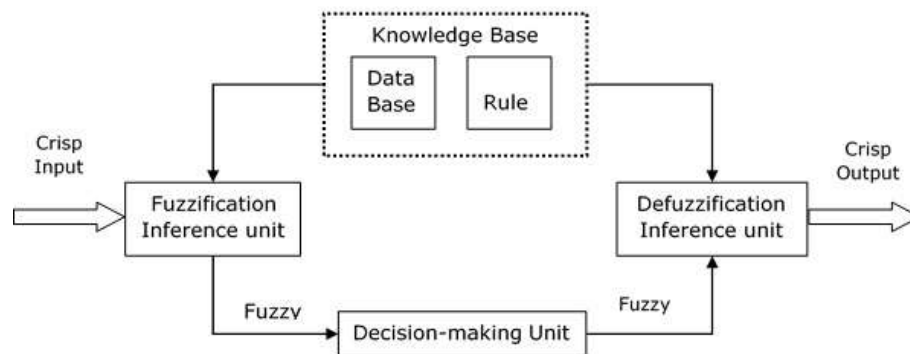 Knowledge Base
Data
Base
Rule
Crisp
Input
Fuzzification
Inference unit
Defuzzification
Inference unit
Crisp
Output
Fuzzy
Decision-making Unit
Fuzzy